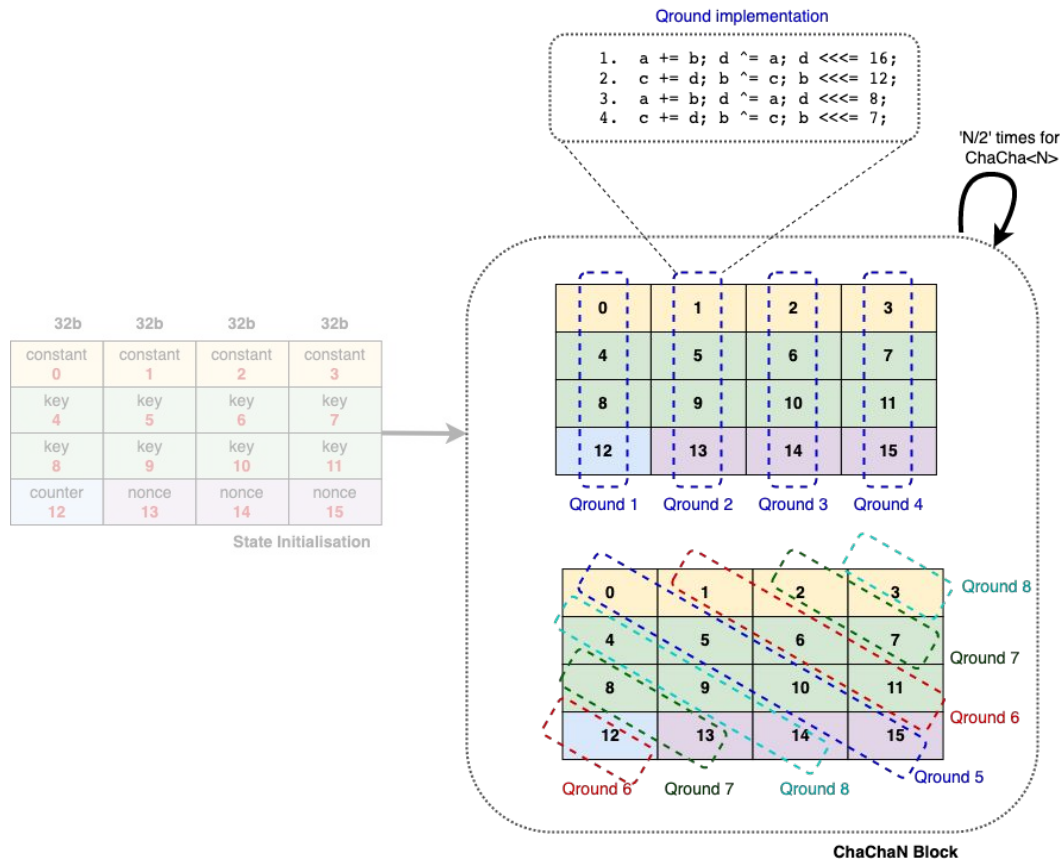 Qround implementation
1. a += b; d ^= a; d <<<= 16;
2. c += d; b ^= c; b <<<= 12;
3. a += b; d ^= a; d <<<= 8;
4. c += d; b ^= c; b <<<= 7;
'N/2' times for
ChaCha<N>
32b 32b 32b 32b
constant constant constant constant
0 1 2 3
key key key key
4 5 6 7
key key key key
8 9 10 11
counter nonce nonce nonce
12 13 14 15
State Initialisation
0 1 2 3
4 5 6 7
8 9 10 11
12 13 14 15
Qround 1 Qround 2 Qround 3 Qround 4
0 1 2 3
Qround 8
4 5 6 7
Qround 7
8 9 10 11
Qround 6
12 13 14 15
Qround 5
Qround 6 Qround 7 Qround 8
ChaChaN Block